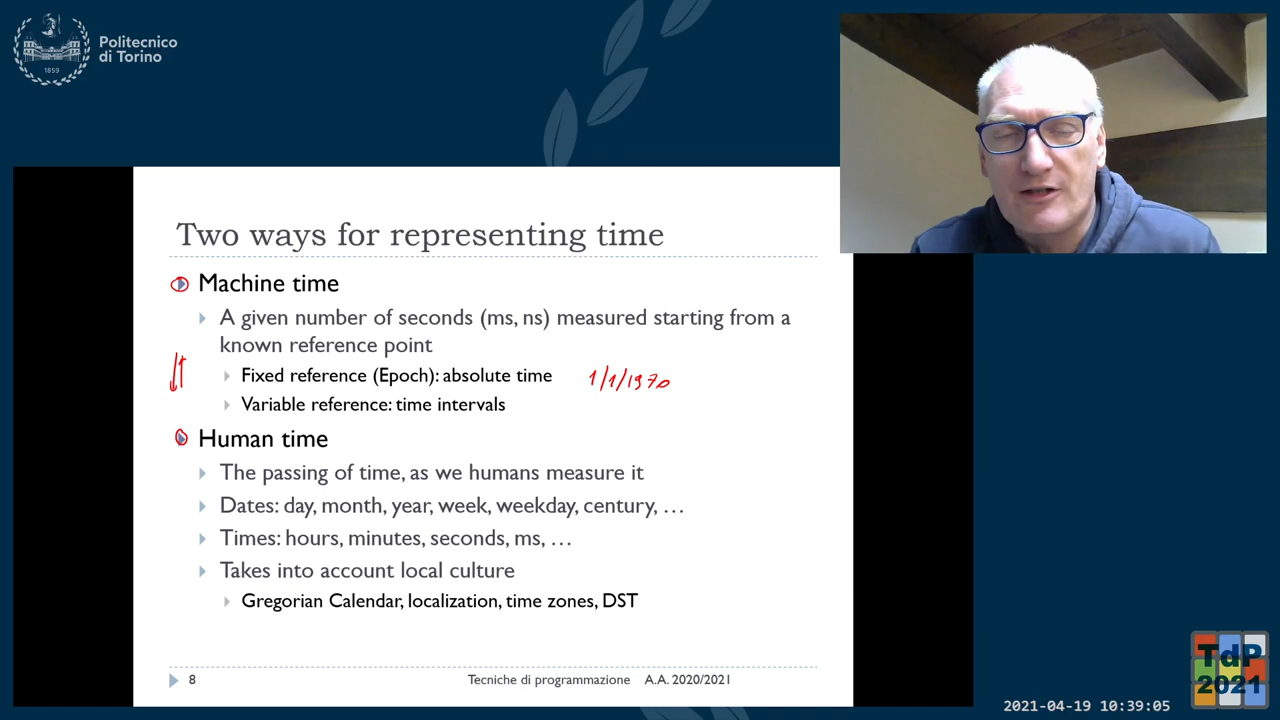 Politecnico
di Torino
1859
Two ways for representing time
Machine time
A given number of seconds (ms, ns) measured starting from a
known reference point
Fixed reference (Epoch): absolute time 1/1/1970
Variable reference: time intervals
Human time
The passing of time, as we humans measure it
Dates: day, month, year, week, weekday, century, …
Times: hours, minutes, seconds, ms, …
Takes into account local culture
Gregorian Calendar, localization, time zones, DST
8 Tecniche di programmazione A.A. 2020/2021
TdP
2021
2021-04-19 10:39:05